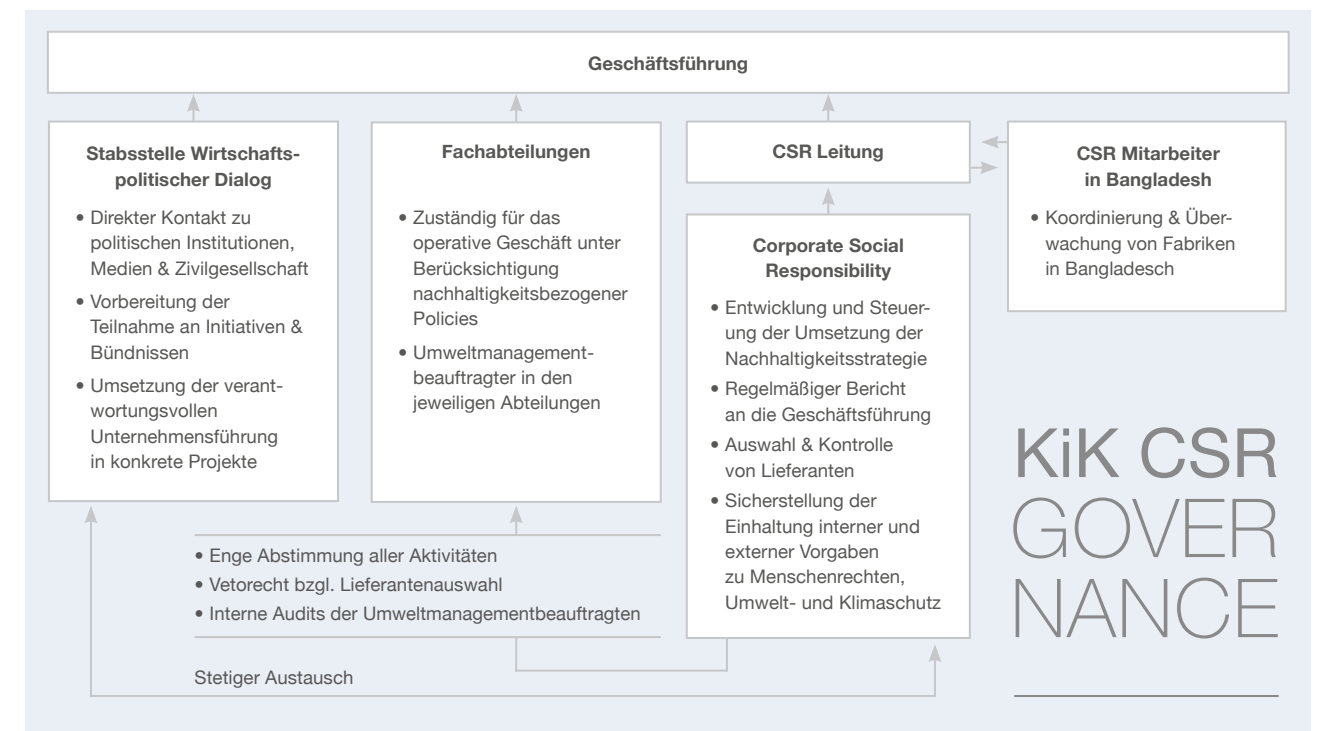 Geschäftsführung
Stabsstelle Wirtschafts-
politischer Dialog
• Direkter Kontakt zu
politischen Institutionen,
Medien & Zivilgesellschaft
• Vorbereitung der
Teilnahme an Initiativen &
Bündnissen
• Umsetzung der verant-
wortungsvollen
Unternehmensführung
in konkrete Projekte
Fachabteilungen
• Zuständig für das
operative Geschäft unter
Berücksichtigung
nachhaltigkeitsbezogener
Policies
• Umweltmanagement-
beauftragter in den
jeweiligen Abteilungen
CSR Leitung
Corporate Social
Responsibility
• Entwicklung und Steuer-
ung der Umsetzung der
Nachhaltigkeitsstrategie
• Regelmäßiger Bericht
an die Geschäftsführung
• Auswahl & Kontrolle
von Lieferanten
• Sicherstellung der
Einhaltung interner und
externer Vorgaben
zu Menschenrechten,
Umwelt- und Klimaschutz
CSR Mitarbeiter
in Bangladesh
• Koordinierung & Über-
wachung von Fabriken
in Bangladesch
• Enge Abstimmung aller Aktivitäten
• Vetorecht bzgl. Lieferantenauswahl
• Interne Audits der Umweltmanagementbeauftragten
Stetiger Austausch
KiK CSR
GOVER
NANCE